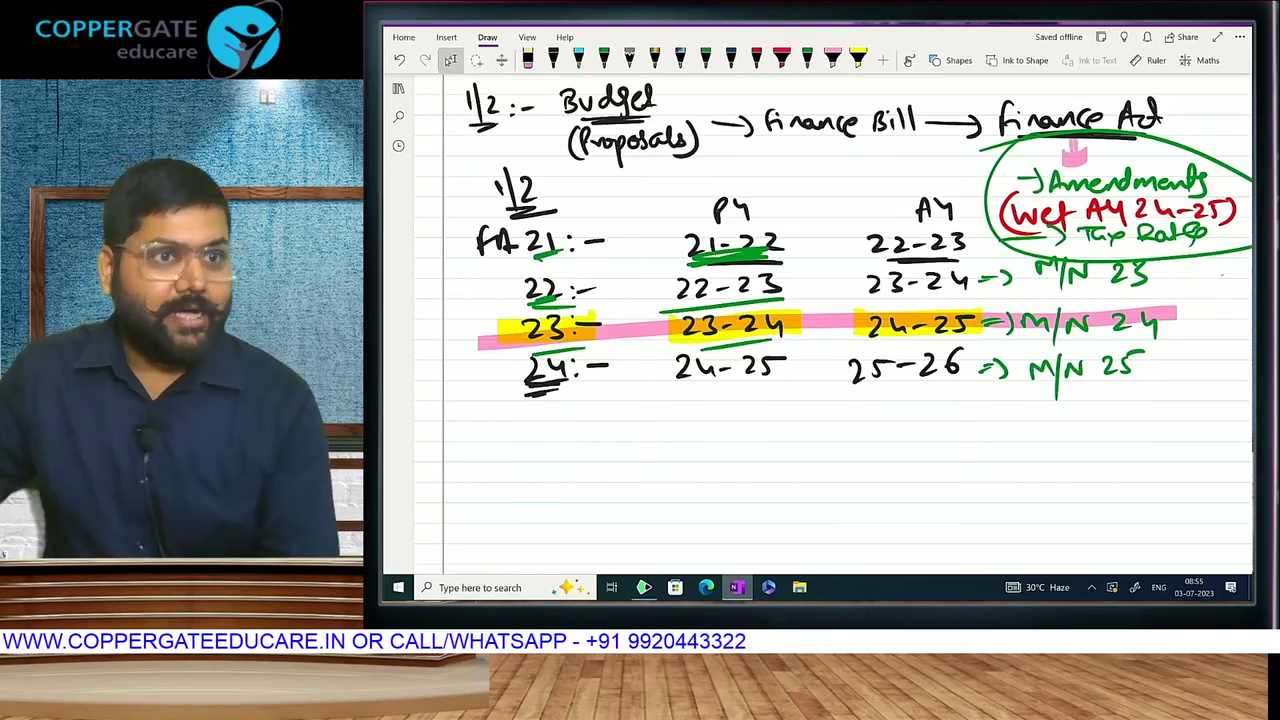 COPPERGATE
educare
Home Insert Draw View Help
Saved offline
Share
Shapes Ink to Shape Ink to Text Ruler Maths
1/2 :- Budget
(Proposals) → Finance Bill → Finance Act
1/2
→ Amendments
(wef AY 24-25)
→ Tax Rates
PY AY
FA 21 :- 21-22 22-23
22 :- 22-23 23-24 => M/N 23
23 :- 23-24 24-25 => M/N 24
24 :- 24-25 25-26 => M/N 25
Type here to search
30°C Haze
ENG
08:55
03-07-2023
WWW.COPPERGATEEDUCARE.IN OR CALL/WHATSAPP - +91 9920443322